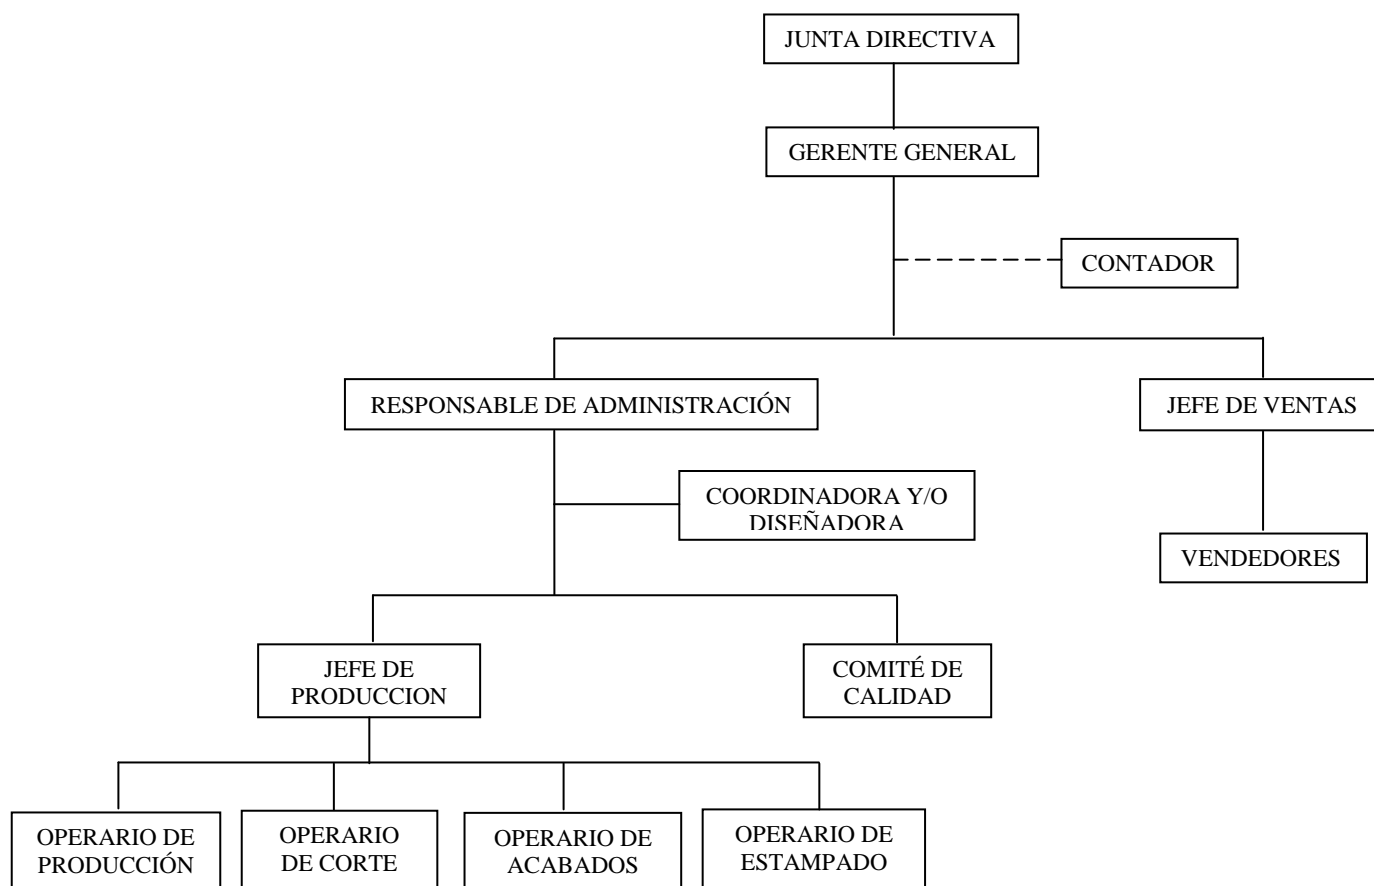 JUNTA DIRECTIVA
GERENTE GENERAL
CONTADOR
RESPONSABLE DE ADMINISTRACIÓN
JEFE DE VENTAS
COORDINADORA Y/O
DISEÑADORA
VENDEDORES
JEFE DE
PRODUCCION
COMITÉ DE
CALIDAD
OPERARIO DE
PRODUCCIÓN
OPERARIO
DE CORTE
OPERARIO DE
ACABADOS
OPERARIO DE
ESTAMPADO